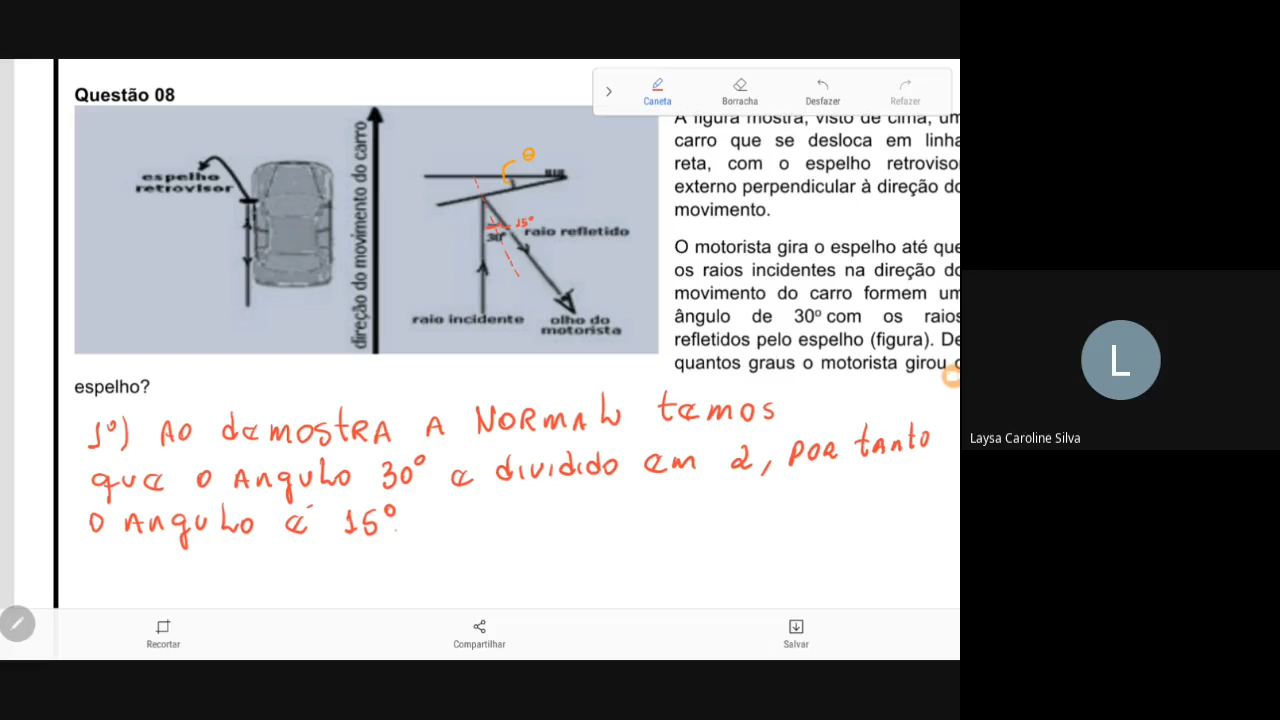 Questão 08
Caneta
Borracha
Desfazer
Refazer
espelho
retrovisor
direção do movimento do carro
θ
15°
30°
raio refletido
raio incidente
olho do
motorista
A figura mostra, visto de cima, um
carro que se desloca em linha
reta, com o espelho retroviso
externo perpendicular à direção do
movimento.
O motorista gira o espelho até que
os raios incidentes na direção do
movimento do carro formem um
ângulo de 30º com os raios
refletidos pelo espelho (figura). De
quantos graus o motorista girou o
espelho?
1º) AO demostRA A NORMAL temos
que o Angulo 30° e dividido em 2, poR tanto
o Angulo é 15°.
Recortar
Compartilhar
Salvar
L
Laysa Caroline Silva